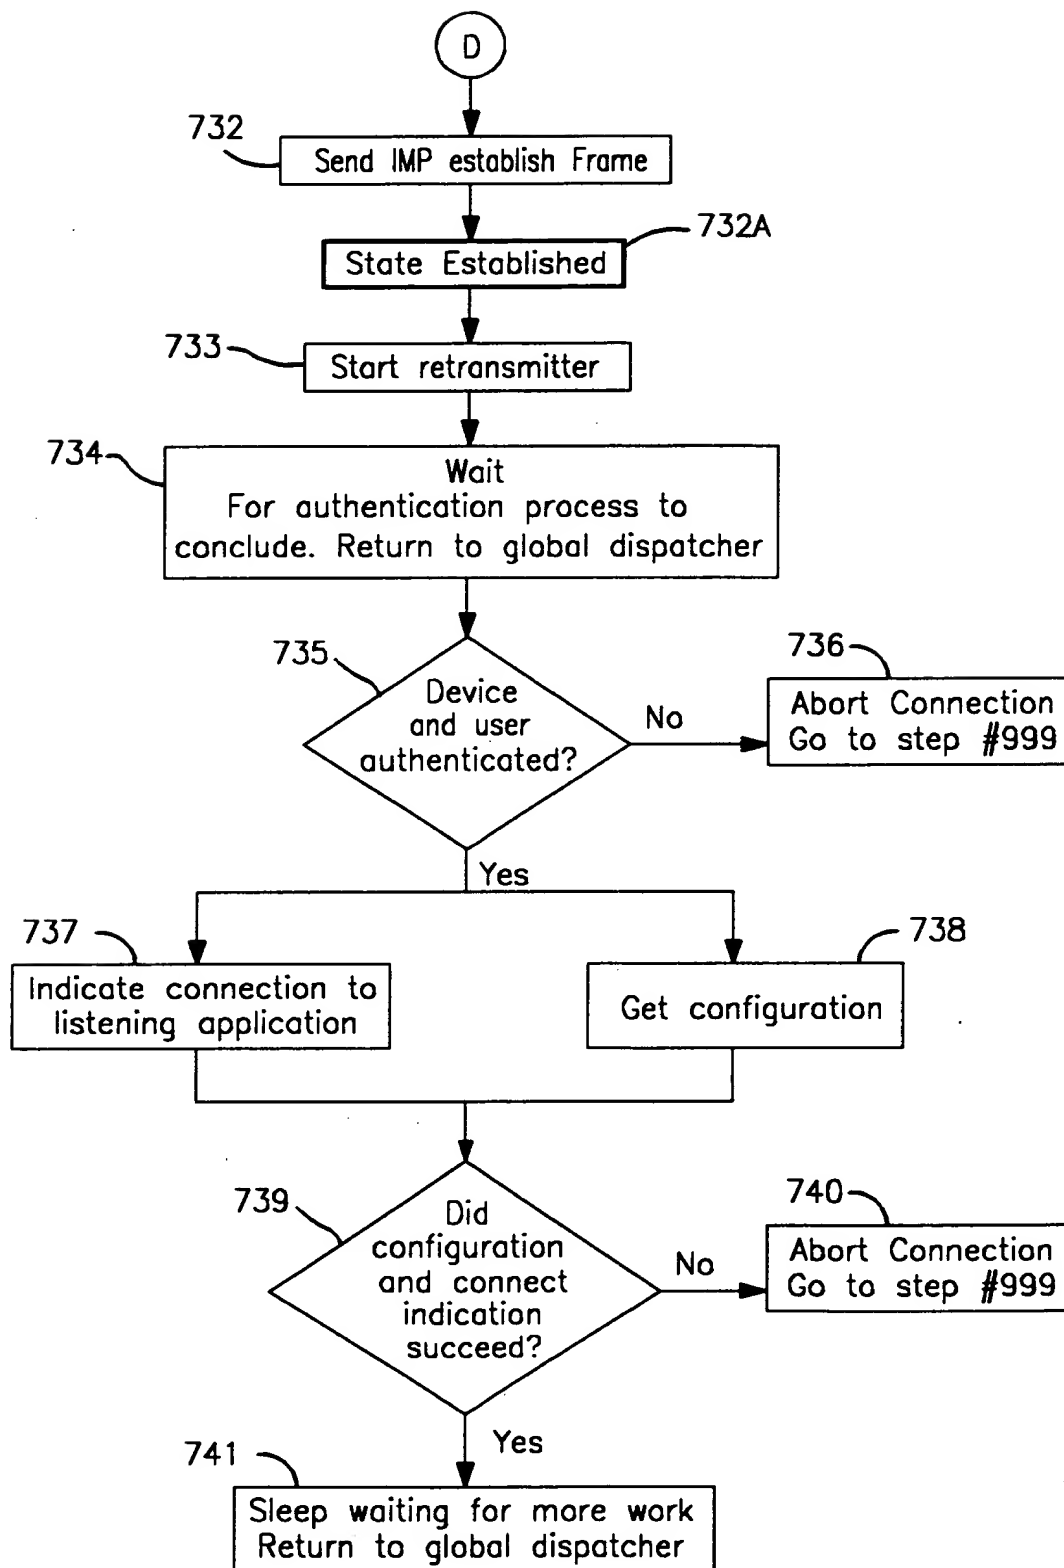 D
732
Send IMP establish Frame
732A
State Established
733
Start retransmitter
734
Wait
For authentication process to
conclude. Return to global dispatcher
735
Device
and user
authenticated?
No
736
Abort Connection
Go to step #999
Yes
737
Indicate connection to
listening application
738
Get configuration
739
Did
configuration
and connect
indication
succeed?
No
740
Abort Connection
Go to step #999
Yes
741
Sleep waiting for more work
Return to global dispatcher